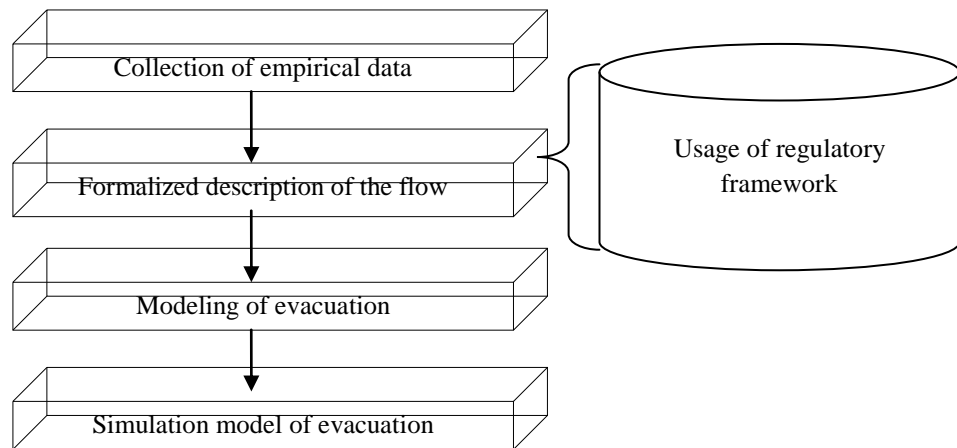 Collection of empirical data
Formalized description of the flow
Modeling of evacuation
Simulation model of evacuation
Usage of regulatory
framework